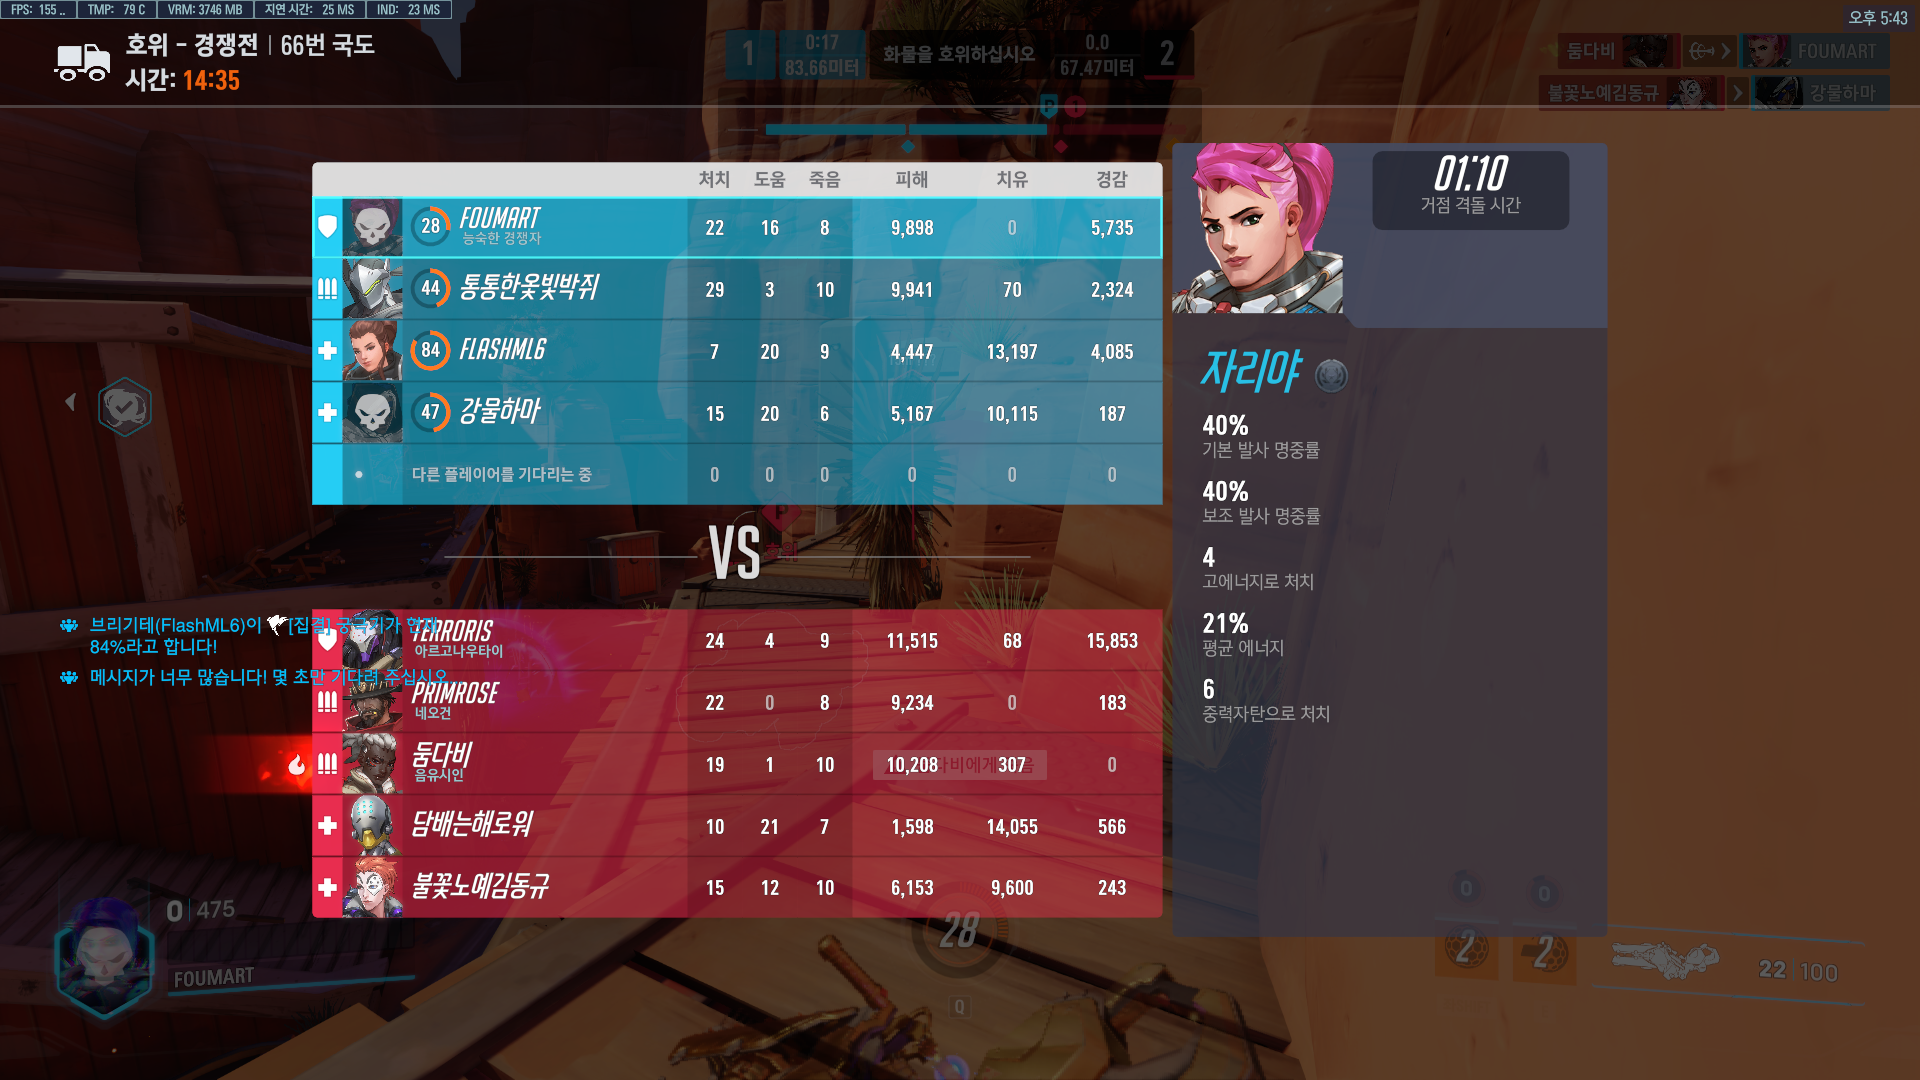 FPS: 155 .. TMP: 79 C VRM: 3746 MB 지연 시간: 25 MS IND: 23 MS
오후 5:43
호위 - 경쟁전 | 66번 국도
시간: 14:35
1 0:17 83.66미터 화물을 호위하십시오 0.0 67.47미터 2
둠다비 FOUMART
불꽃노예김동규 강물하마
처치 도움 죽음 피해 치유 경감
28 FOUMART 22 16 8 9,898 0 5,735
능숙한 경쟁자
44 통통한옻빛박쥐 29 3 10 9,941 70 2,324
84 FLASHML6 7 20 9 4,447 13,197 4,085
47 강물하마 15 20 6 5,167 10,115 187
다른 플레이어를 기다리는 중 0 0 0 0 0 0
VS
호위
브리기테(FlashML6)이 [집결] 궁극기가 현재
84%라고 합니다!
메시지가 너무 많습니다! 몇 초만 기다려 주십시오...
TERRORIS 24 4 9 11,515 68 15,853
아르고나우타이
PRIMROSE 22 0 8 9,234 0 183
네오건
둠다비 19 1 10 10,208 307 0
음유시인
담배는해로워 10 21 7 1,598 14,055 566
불꽃노예김동규 15 12 10 6,153 9,600 243
01:10
거점 격돌 시간
자리야
40%
기본 발사 명중률
40%
보조 발사 명중률
4
고에너지로 처치
21%
평균 에너지
6
중력자탄으로 처치
0 | 475
FOUMART
28
Q
0 0
2 2
22 100